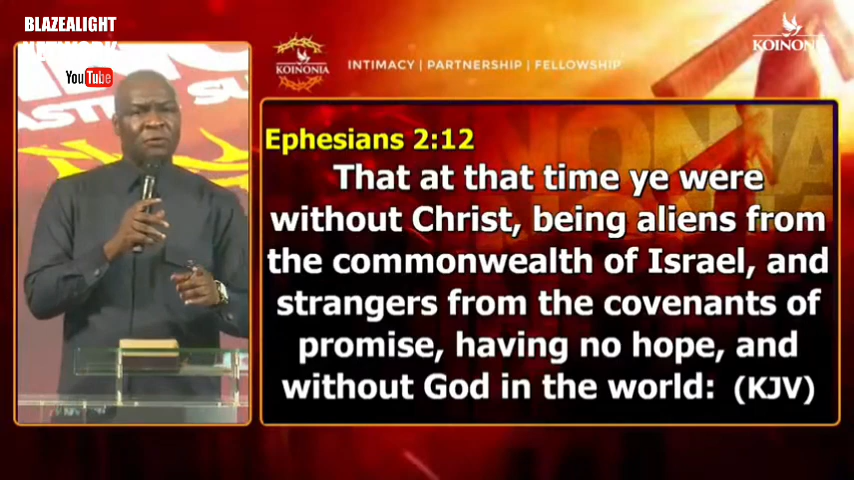 BLAZEALIGHT
NETWORK
YouTube
KOINONIA
INTIMACY | PARTNERSHIP | FELLOWSHIP
KOINONIA
Ephesians 2:12
That at that time ye were
without Christ, being aliens from
the commonwealth of Israel, and
strangers from the covenants of
promise, having no hope, and
without God in the world: (KJV)